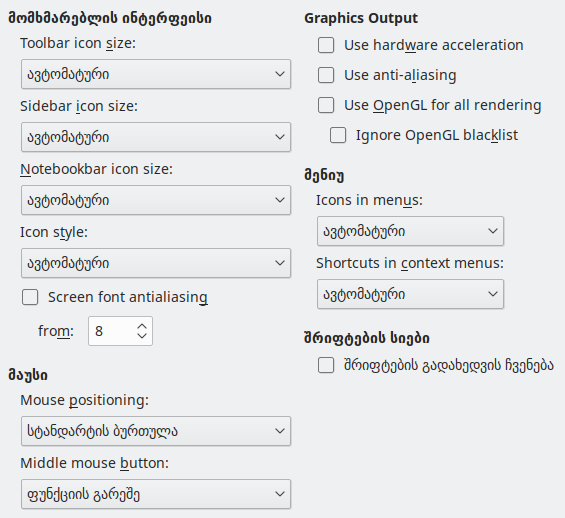 მომხმარებლის ინტერფეისი
Toolbar icon size:
ავტომატური
Sidebar icon size:
ავტომატური
Notebookbar icon size:
ავტომატური
Icon style:
ავტომატური
Screen font antialiasing
from:
8
მაუსი
Mouse positioning:
სტანდარტის ბურთულა
Middle mouse button:
ფუნქციის გარეშე
Graphics Output
Use hardware acceleration
Use anti-aliasing
Use OpenGL for all rendering
Ignore OpenGL blacklist
მენიუ
Icons in menus:
ავტომატური
Shortcuts in context menus:
ავტომატური
შრიფტების სიები
შრიფტების გადახედვის ჩვენება